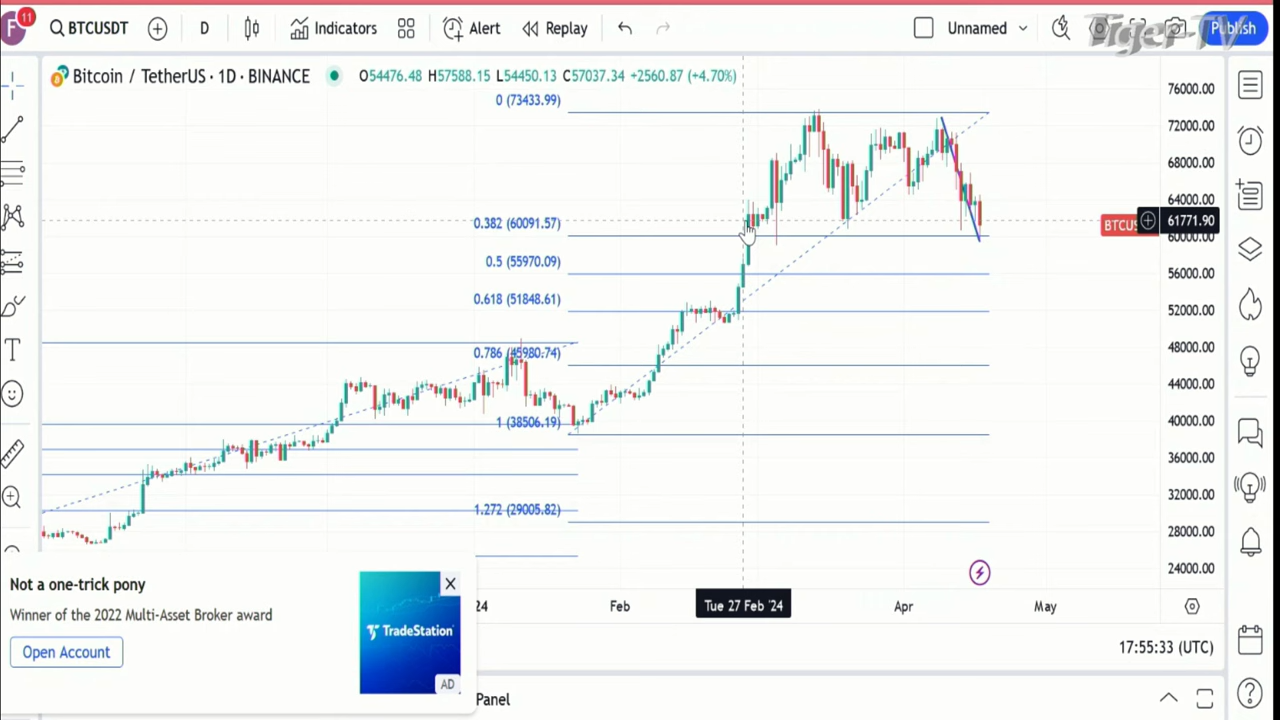 F
11
BTCUSDT
D
Indicators
Alert
Replay
Unnamed
Publish
Tiger-TV
Bitcoin / TetherUS · 1D · BINANCE
O54476.48 H57588.15 L54450.13 C57037.34 +2560.87 (+4.70%)
0 (73433.99)
0.382 (60091.57)
0.5 (55970.09)
0.618 (51848.61)
0.786 (45980.74)
1 (38506.19)
1.272 (29005.82)
76000.00
72000.00
68000.00
64000.00
BTCUS
61771.90
60000.00
56000.00
52000.00
48000.00
44000.00
40000.00
36000.00
32000.00
28000.00
24000.00
24
Feb
Tue 27 Feb '24
Apr
May
Not a one-trick pony
Winner of the 2022 Multi-Asset Broker award
Open Account
TradeStation
AD
17:55:33 (UTC)
Panel